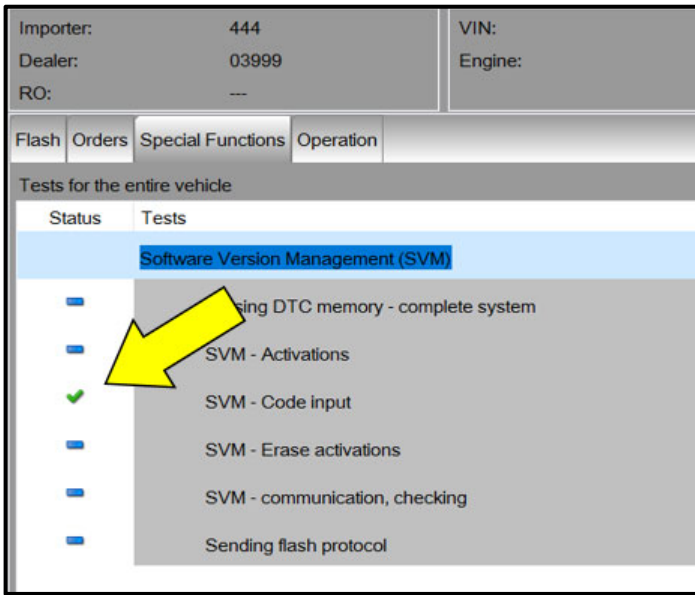 Importer: 444 VIN:
Dealer: 03999 Engine:
RO: ---
Flash Orders Special Functions Operation
Tests for the entire vehicle
Status Tests
Software Version Management (SVM)
DTC memory - complete system
SVM - Activations
SVM - Code input
SVM - Erase activations
SVM - communication, checking
Sending flash protocol